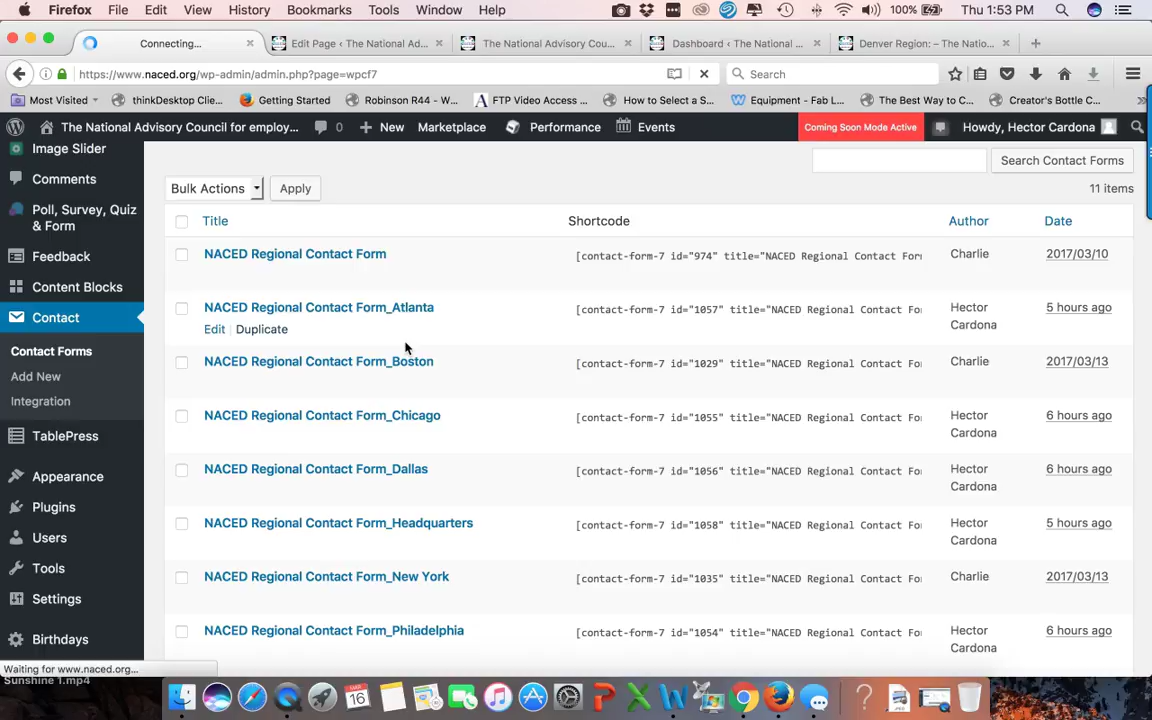 Firefox File Edit View History Bookmarks Tools Window Help 100% Thu 1:53 PM
Connecting... Edit Page ‹ The National Ad... The National Advisory Cou... Dashboard ‹ The National ... Denver Region: – The Natio...
https://www.naced.org/wp-admin/admin.php?page=wpcf7 Search
Most Visited thinkDesktop Clie... Getting Started Robinson R44 - W... FTP Video Access ... How to Select a S... Equipment - Fab L... The Best Way to C... Creator's Bottle C...
The National Advisory Council for employ... 0 New Marketplace Performance Events Coming Soon Mode Active Howdy, Hector Cardona
Image Slider
Comments
Poll, Survey, Quiz
& Form
Feedback
Content Blocks
Contact
Contact Forms
Add New
Integration
TablePress
Appearance
Plugins
Users
Tools
Settings
Birthdays
Search Contact Forms
Bulk Actions Apply 11 items
Title Shortcode Author Date
NACED Regional Contact Form [contact-form-7 id="974" title="NACED Regional Contact Forr Charlie 2017/03/10
NACED Regional Contact Form_Atlanta [contact-form-7 id="1057" title="NACED Regional Contact Fo Hector Cardona 5 hours ago
Edit | Duplicate
NACED Regional Contact Form_Boston [contact-form-7 id="1029" title="NACED Regional Contact Fo Charlie 2017/03/13
NACED Regional Contact Form_Chicago [contact-form-7 id="1055" title="NACED Regional Contact Fo Hector Cardona 6 hours ago
NACED Regional Contact Form_Dallas [contact-form-7 id="1056" title="NACED Regional Contact Fo Hector Cardona 6 hours ago
NACED Regional Contact Form_Headquarters [contact-form-7 id="1058" title="NACED Regional Contact Fo Hector Cardona 5 hours ago
NACED Regional Contact Form_New York [contact-form-7 id="1035" title="NACED Regional Contact Fo Charlie 2017/03/13
NACED Regional Contact Form_Philadelphia [contact-form-7 id="1054" title="NACED Regional Contact Fo Hector Cardona 6 hours ago
Waiting for www.naced.org...
Sunshine 1.mp4